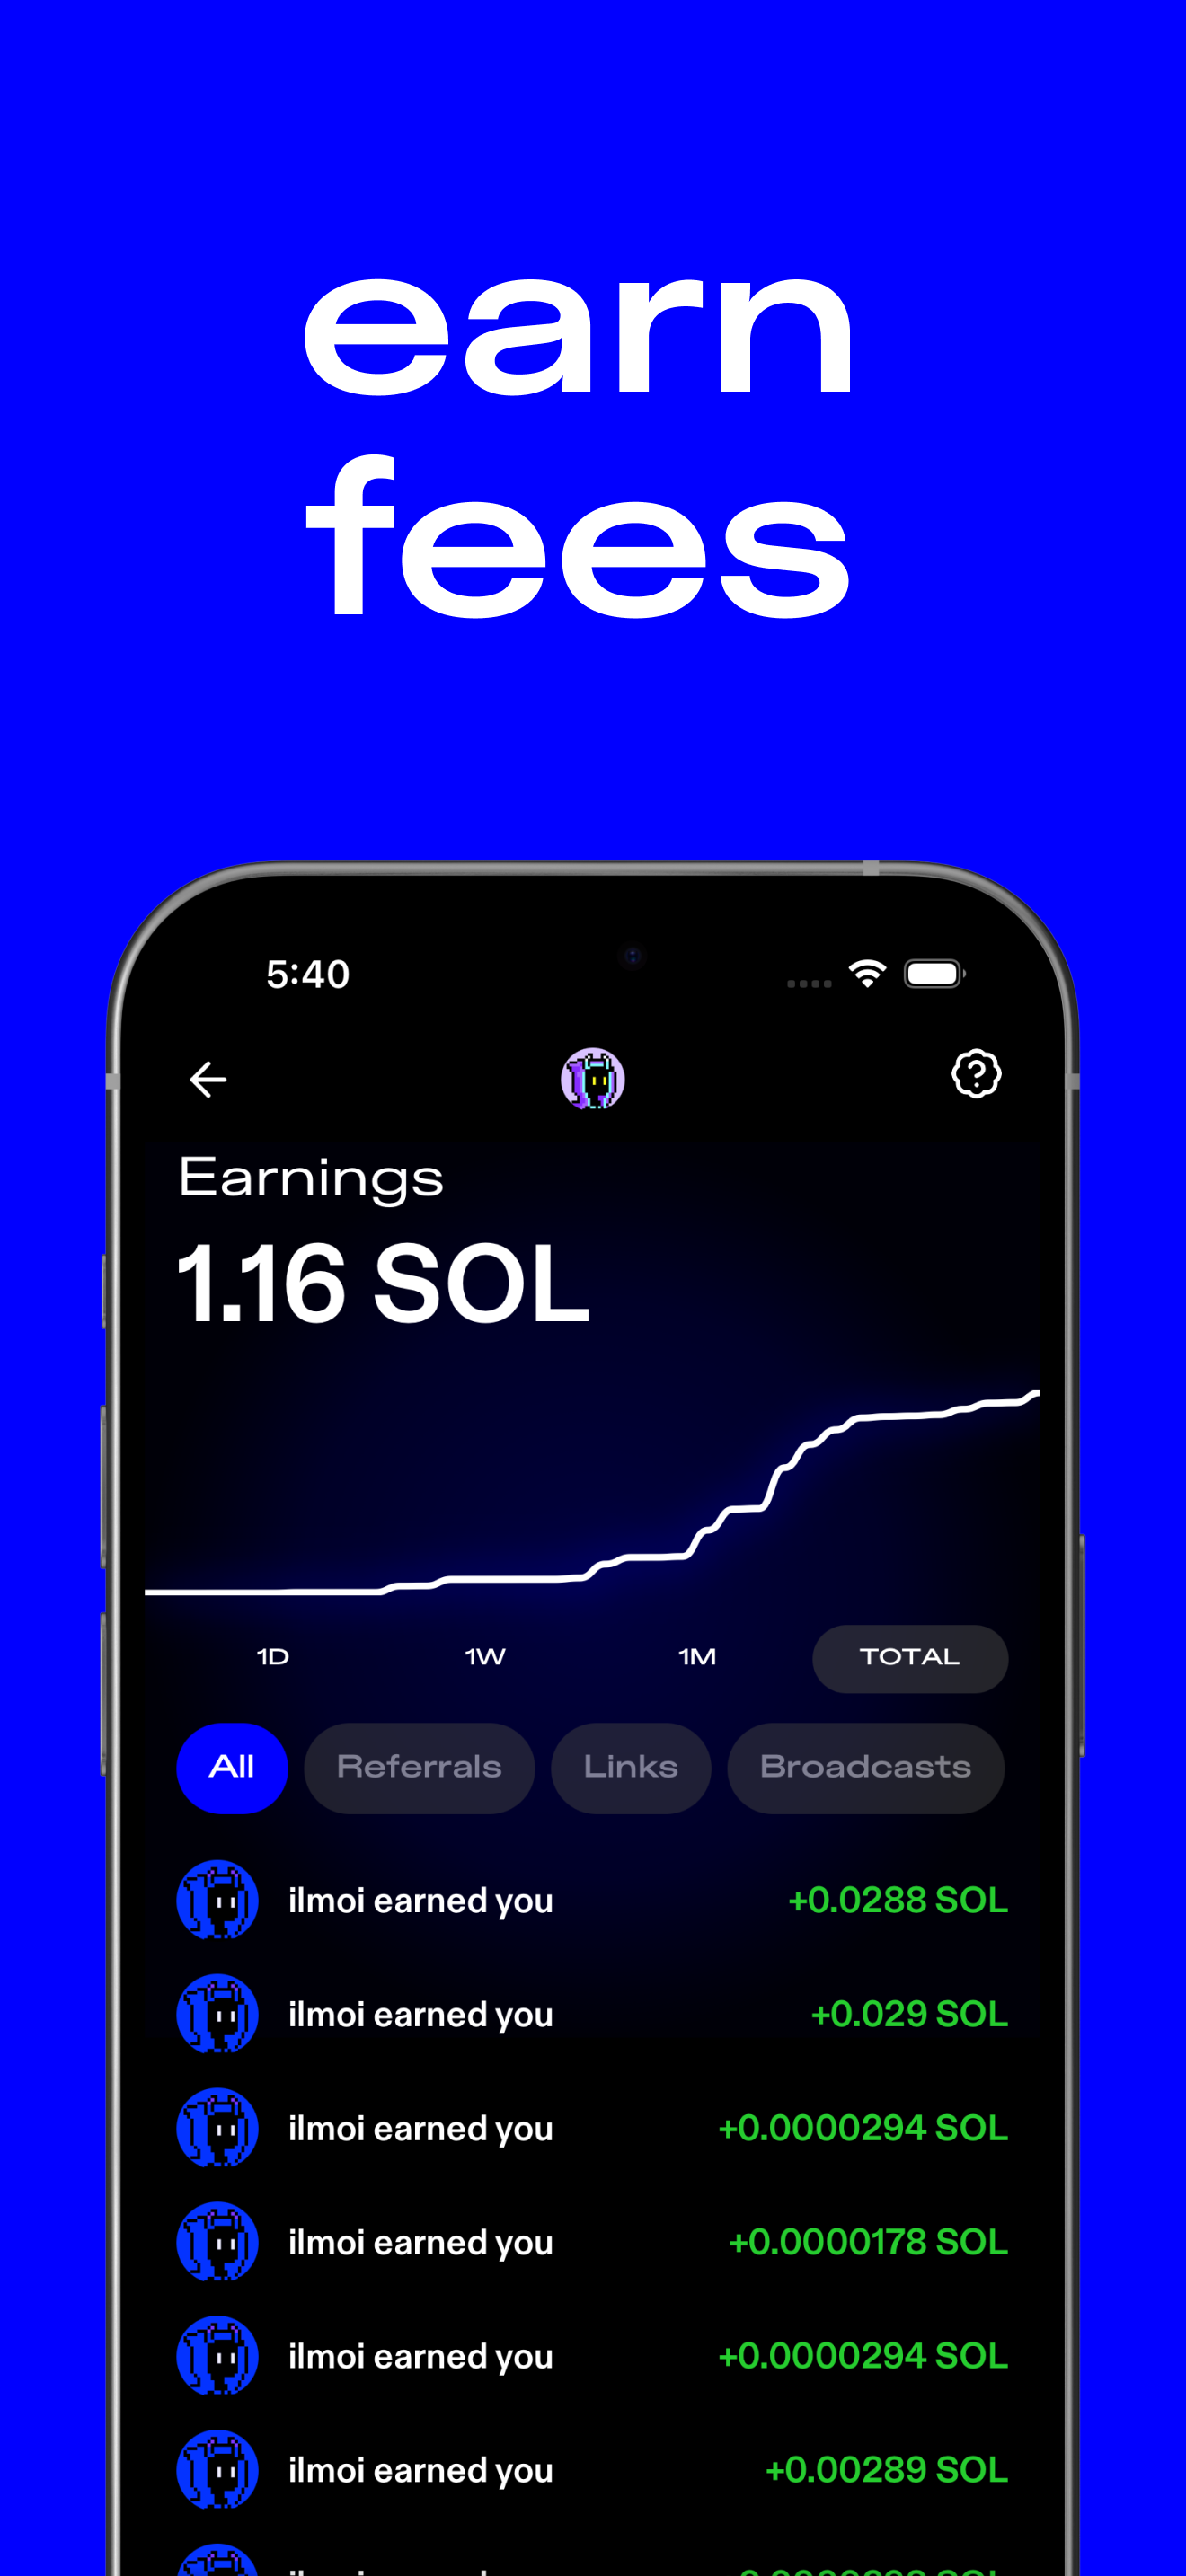 earn
fees
5:40
Earnings
1.16 SOL
1D 1W 1M TOTAL
All Referrals Links Broadcasts
ilmoi earned you +0.0288 SOL
ilmoi earned you +0.029 SOL
ilmoi earned you +0.0000294 SOL
ilmoi earned you +0.0000178 SOL
ilmoi earned you +0.0000294 SOL
ilmoi earned you +0.00289 SOL